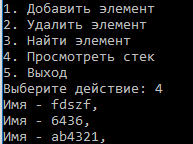 1. Добавить элемент
2. Удалить элемент
3. Найти элемент
4. Просмотреть стек
5. Выход
Выберите действие: 4
Имя - fdszf,
Имя - 6436,
Имя - ab4321,